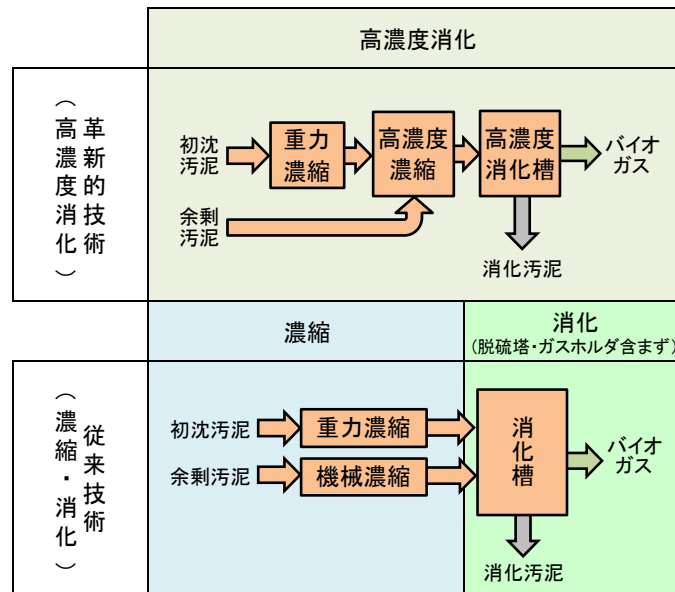 高濃度消化
革新的技術
（高濃度消化）
初沈
汚泥
重力
濃縮
高濃度
濃縮
高濃度
消化槽
バイオ
ガス
余剰
汚泥
消化汚泥
濃縮
消化
（脱硫塔・ガスホルダ含まず）
従来技術
（濃縮・消化）
初沈汚泥
重力濃縮
余剰汚泥
機械濃縮
消化槽
バイオ
ガス
消化汚泥